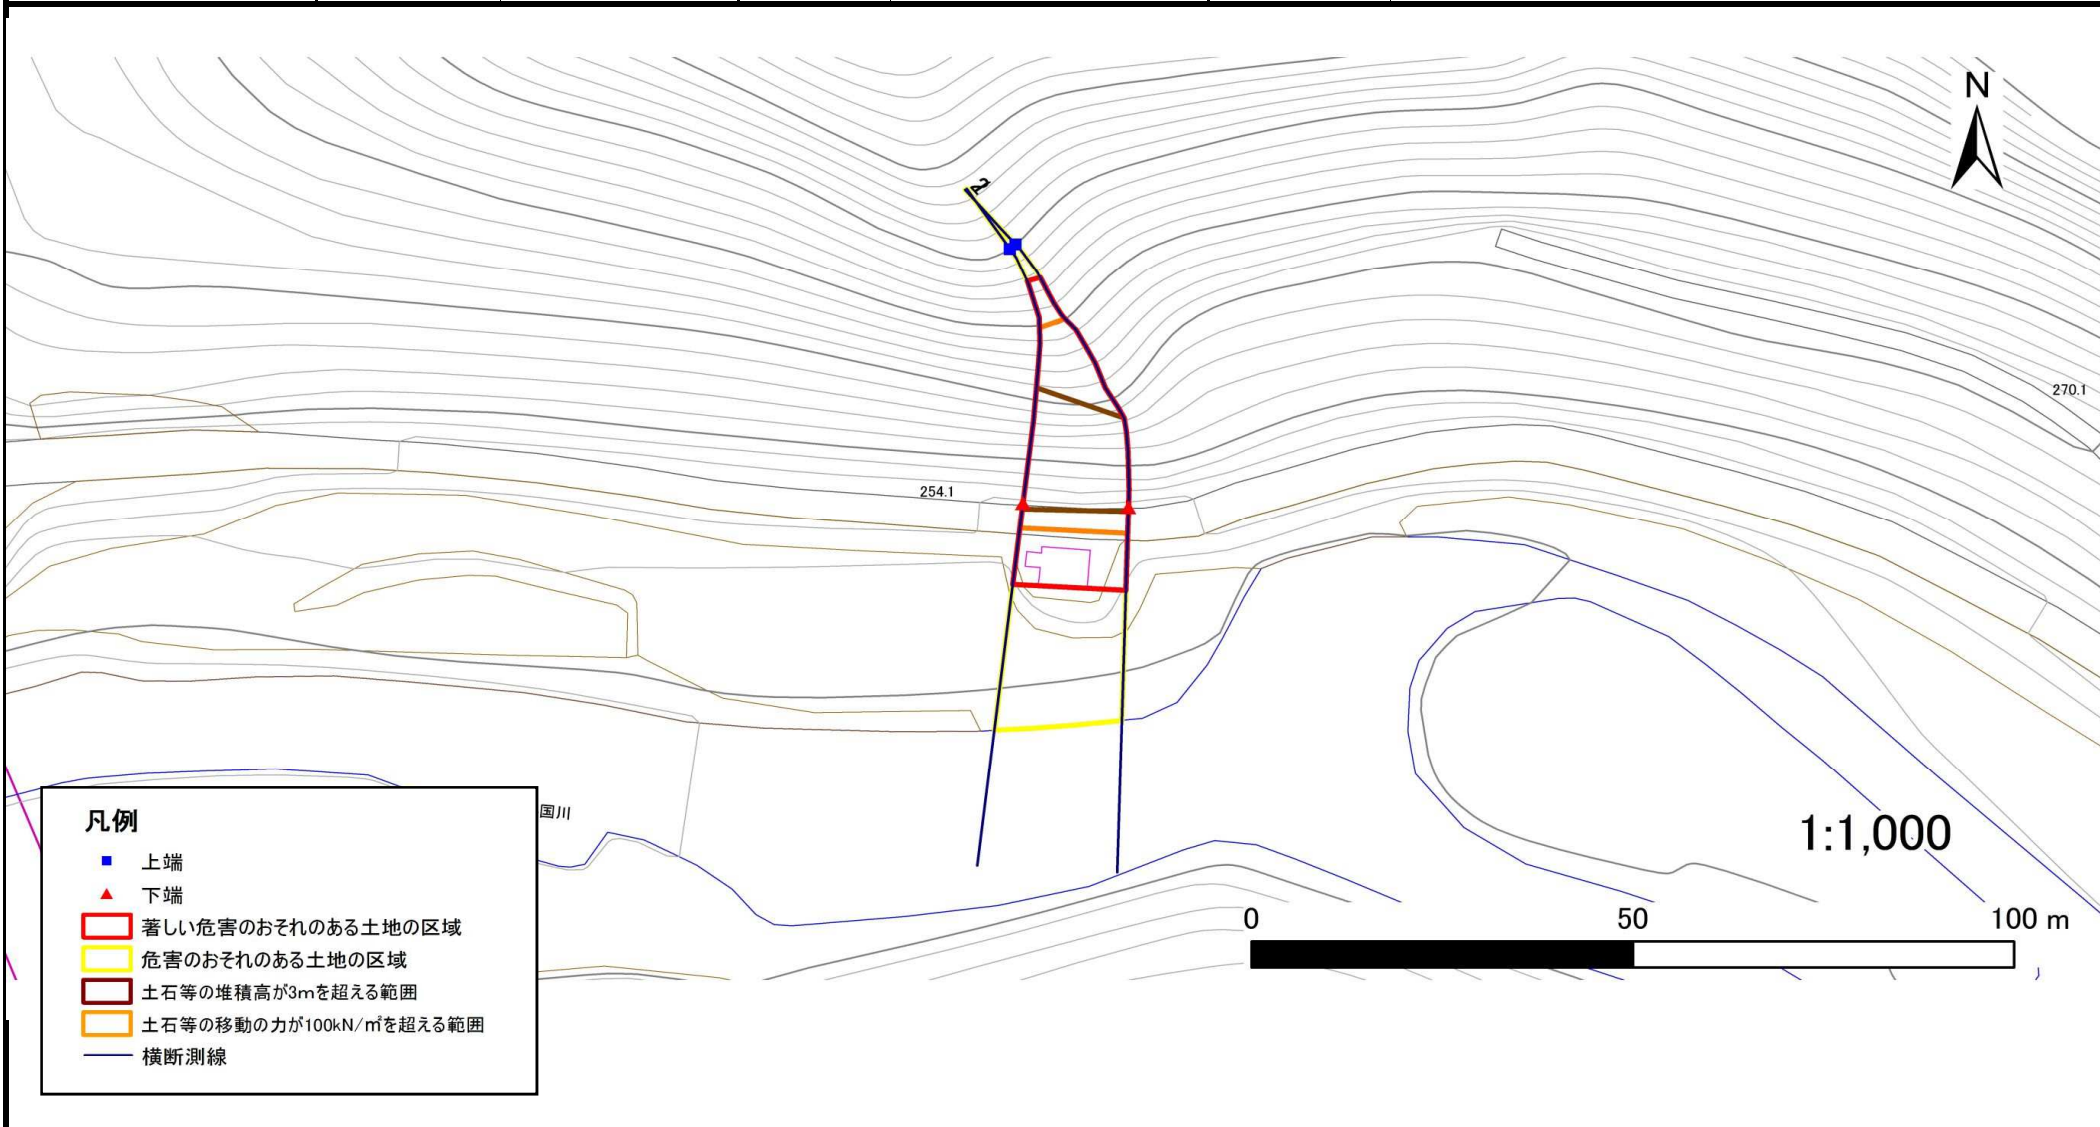 N
2
270.1
254.1
国川
1:1,000
0 50 100 m
凡例
上端
下端
著しい危害のおそれのある土地の区域
危害のおそれのある土地の区域
土石等の堆積高が3mを超える範囲
土石等の移動の力が100kN/㎡を超える範囲
横断測線